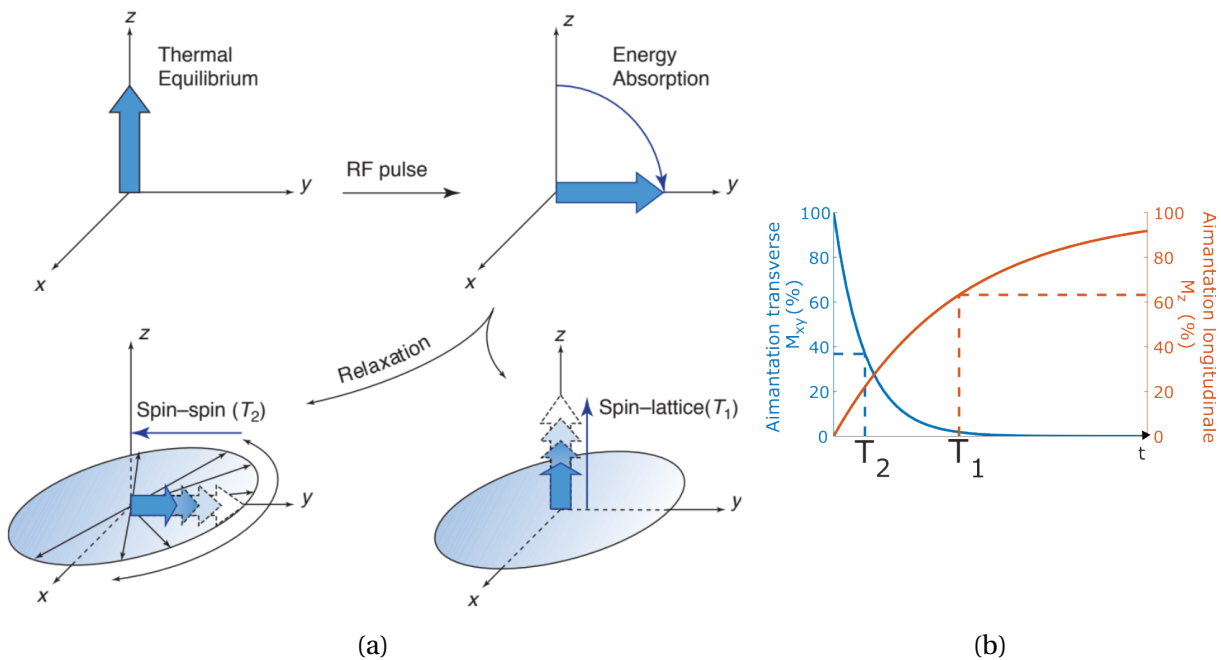 z
Thermal
Equilibrium
y
x
RF pulse
z
Energy
Absorption
y
x
Relaxation
z
Spin–spin (T2)
y
x
z
Spin–lattice(T1)
y
x
(a)
Aimantation transverse
Mxy (%)
100
80
60
40
20
0
T2
T1
t
100
80
60
40
20
0
Aimantation longitudinale
Mz (%)
(b)